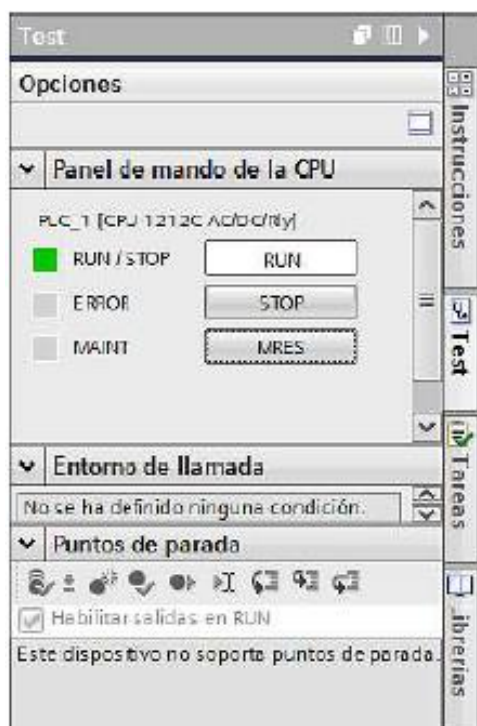 Test
Opciones
Panel de mando de la CPU
PLC_1 [CPU 1212C AC/DC/Rly]
RUN / STOP
RUN
ERROR
STOP
MAINT
MRES
Entorno de llamada
No se ha definido ninguna condición.
Puntos de parada
Habilitar salidas en RUN
Este dispositivo no soporta puntos de parada.
Instrucciones
Test
Tareas
Librerías